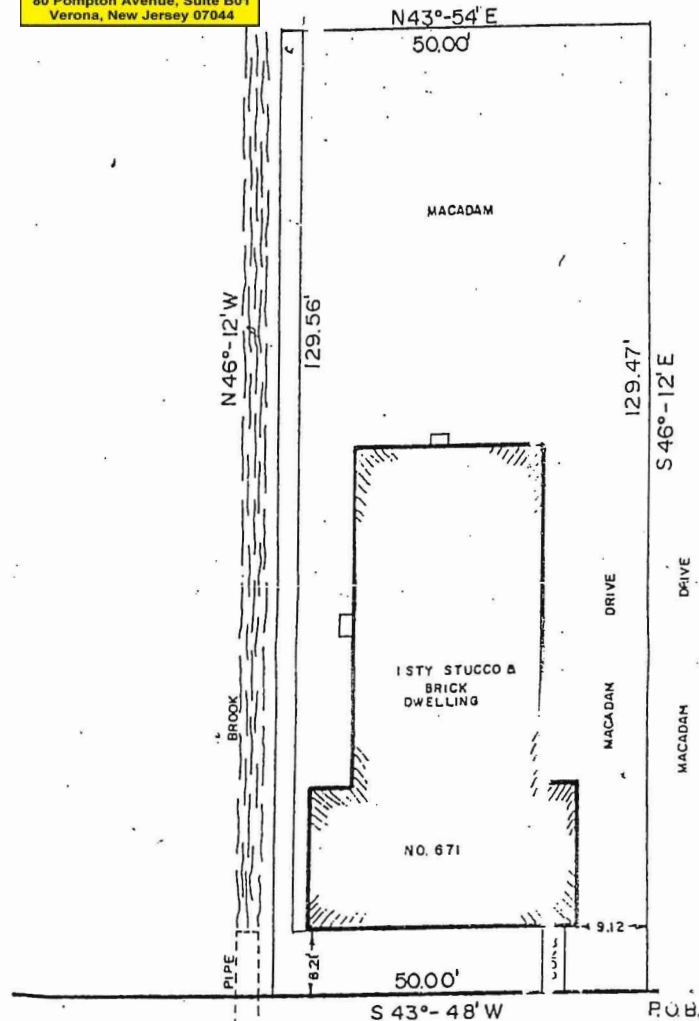 80 Pompton Avenue, Suite B01
Verona, New Jersey 07044
N43°-54'E
50.00'
MACADAM
N46°-12'W
129.56'
129.47'
S 46°-12'E
1 STY STUCCO &
BRICK
DWELLING
MACADAM DRIVE
MACADAM DRIVE
BROOK
NO. 671
PIPE
8.21'
9.12
50.00'
S 43°-48'W
P.O.B.